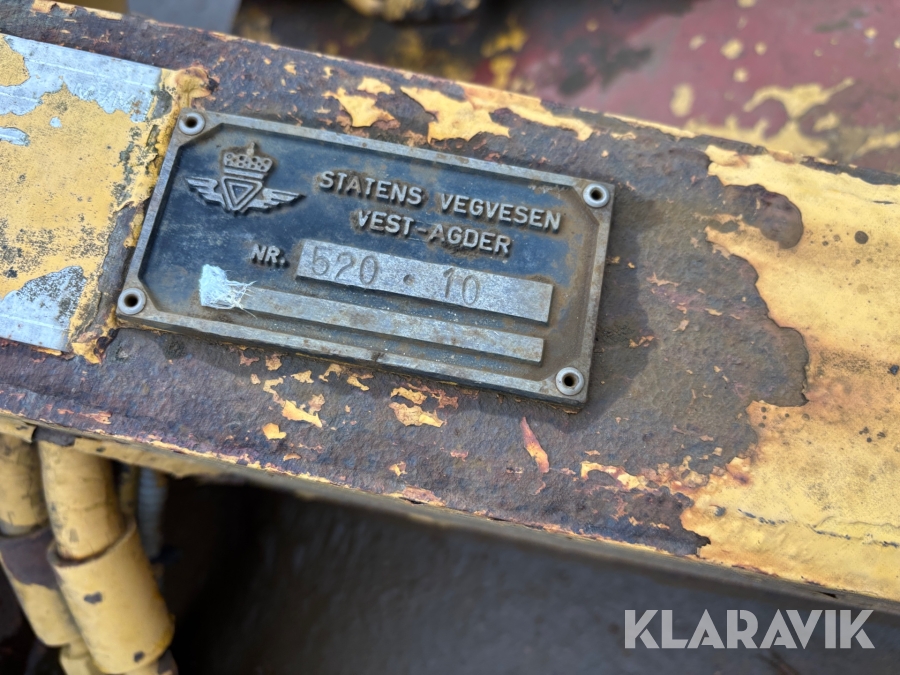 STATENS VEGVESEN
VEST-AGDER
NR. 520 · 10
KLARAVIK